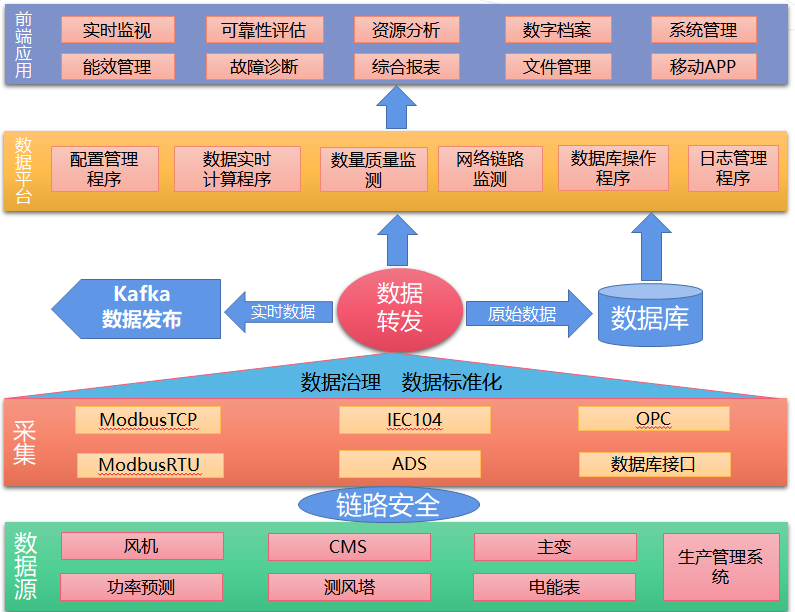 前端应用
实时监视
可靠性评估
资源分析
数字档案
系统管理
能效管理
故障诊断
综合报表
文件管理
移动APP
数据平台
配置管理
程序
数据实时
计算程序
数量质量监
测
网络链路
监测
数据库操作
程序
日志管理
程序
Kafka
数据发布
实时数据
数据
转发
原始数据
数据库
数据治理 数据标准化
采集
ModbusTCP
IEC104
OPC
ModbusRTU
ADS
数据库接口
链路安全
数据源
风机
CMS
主变
生产管理系
统
功率预测
测风塔
电能表